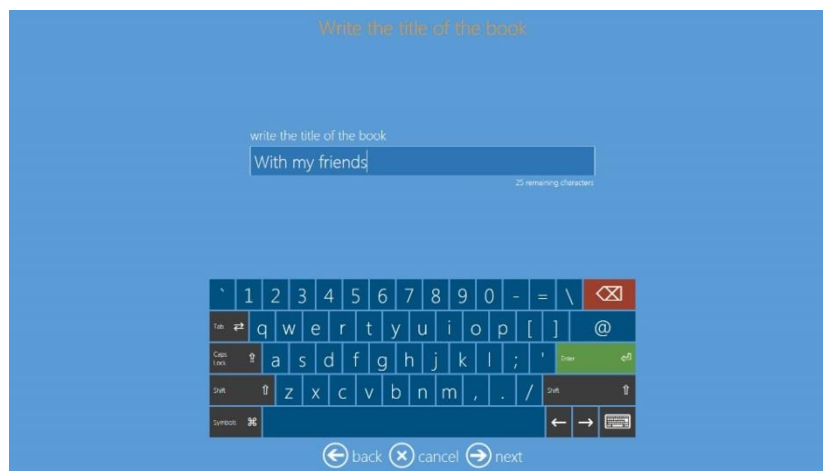 Write the title of the book
write the title of the book
With my friends
25 remaining characters
` 1 2 3 4 5 6 7 8 9 0 - = \
Tab q w e r t y u i o p [ ] @
Caps Lock a s d f g h j k l ; ' Enter
Shift z x c v b n m , . / Shift
Symbols
back cancel next